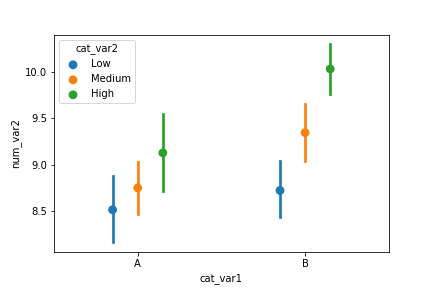 cat_var2
Low
Medium
High
10.0
9.5
9.0
8.5
num_var2
A
B
cat_var1